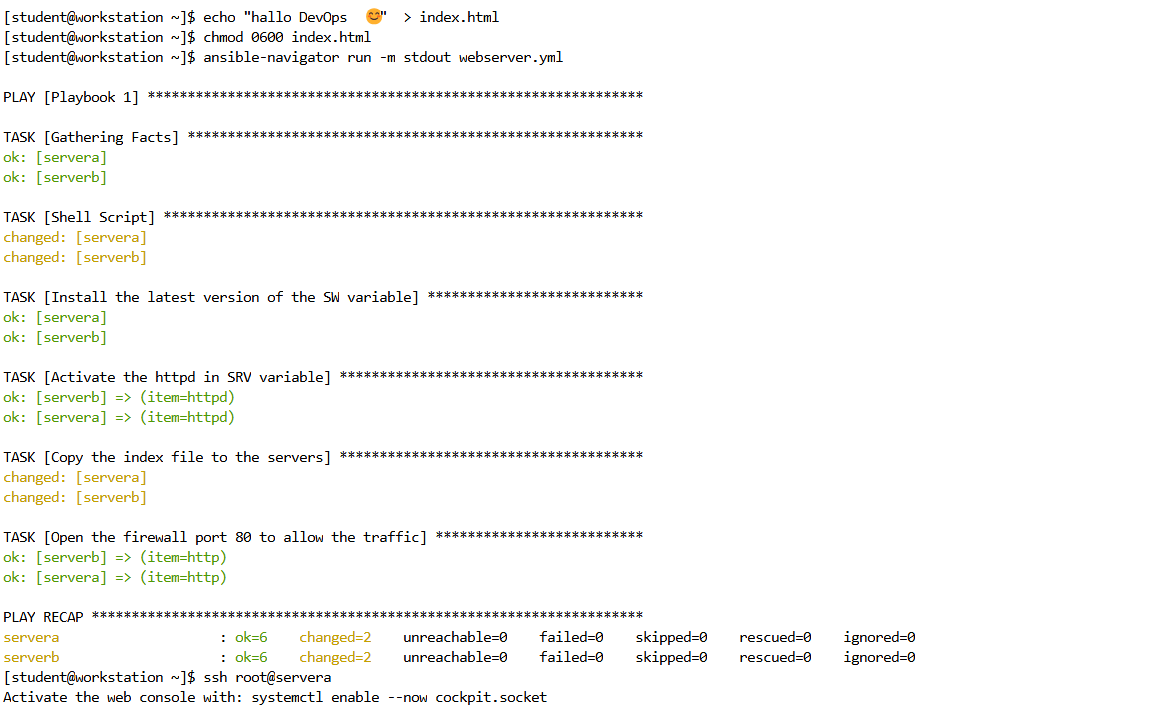 [student@workstation ~]$ echo "hallo DevOps  😊"  > index.html
[student@workstation ~]$ chmod 0600 index.html
[student@workstation ~]$ ansible-navigator run -m stdout webserver.yml
PLAY [Playbook 1] **************************************************************
TASK [Gathering Facts] *********************************************************
ok: [servera]
ok: [serverb]
TASK [Shell Script] ************************************************************
changed: [servera]
changed: [serverb]
TASK [Install the latest version of the SW variable] ***************************
ok: [servera]
ok: [serverb]
TASK [Activate the httpd in SRV variable] **************************************
ok: [serverb] => (item=httpd)
ok: [servera] => (item=httpd)
TASK [Copy the index file to the servers] **************************************
changed: [servera]
changed: [serverb]
TASK [Open the firewall port 80 to allow the traffic] **************************
ok: [serverb] => (item=http)
ok: [servera] => (item=http)
PLAY RECAP *********************************************************************
servera                    : ok=6    changed=2    unreachable=0    failed=0    skipped=0    rescued=0    ignored=0
serverb                    : ok=6    changed=2    unreachable=0    failed=0    skipped=0    rescued=0    ignored=0
[student@workstation ~]$ ssh root@servera
Activate the web console with: systemctl enable --now cockpit.socket